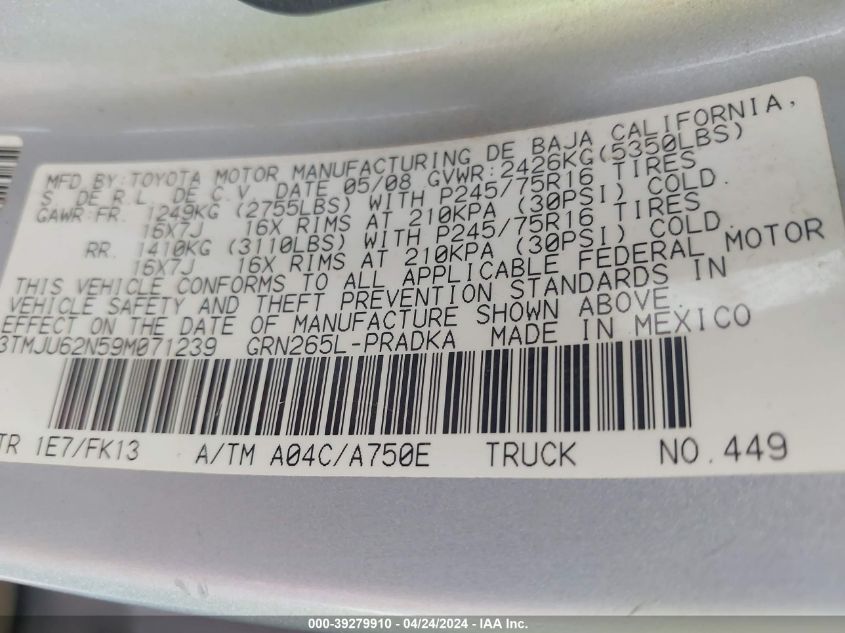 MFD BY:TOYOTA MOTOR MANUFACTURING DE BAJA CALIFORNIA,
S. DE R.L. DE C.V. DATE 05/08 GVWR:2426KG(5350LBS)
GAWR:FR. 1249KG (2755LBS) WITH P245/75R16 TIRES
16X7J 16X RIMS AT 210KPA (30PSI) COLD.
RR. 1410KG (3110LBS) WITH P245/75R16 TIRES
16X7J 16X RIMS AT 210KPA (30PSI) COLD.
THIS VEHICLE CONFORMS TO ALL APPLICABLE FEDERAL MOTOR
VEHICLE SAFETY AND THEFT PREVENTION STANDARDS IN
EFFECT ON THE DATE OF MANUFACTURE SHOWN ABOVE.
3TMJU62N59M071239 GRN265L-PRADKA MADE IN MEXICO
TR 1E7/FK13 A/TM A04C/A750E TRUCK NO.449
000-39279910 - 04/24/2024 - IAA Inc.